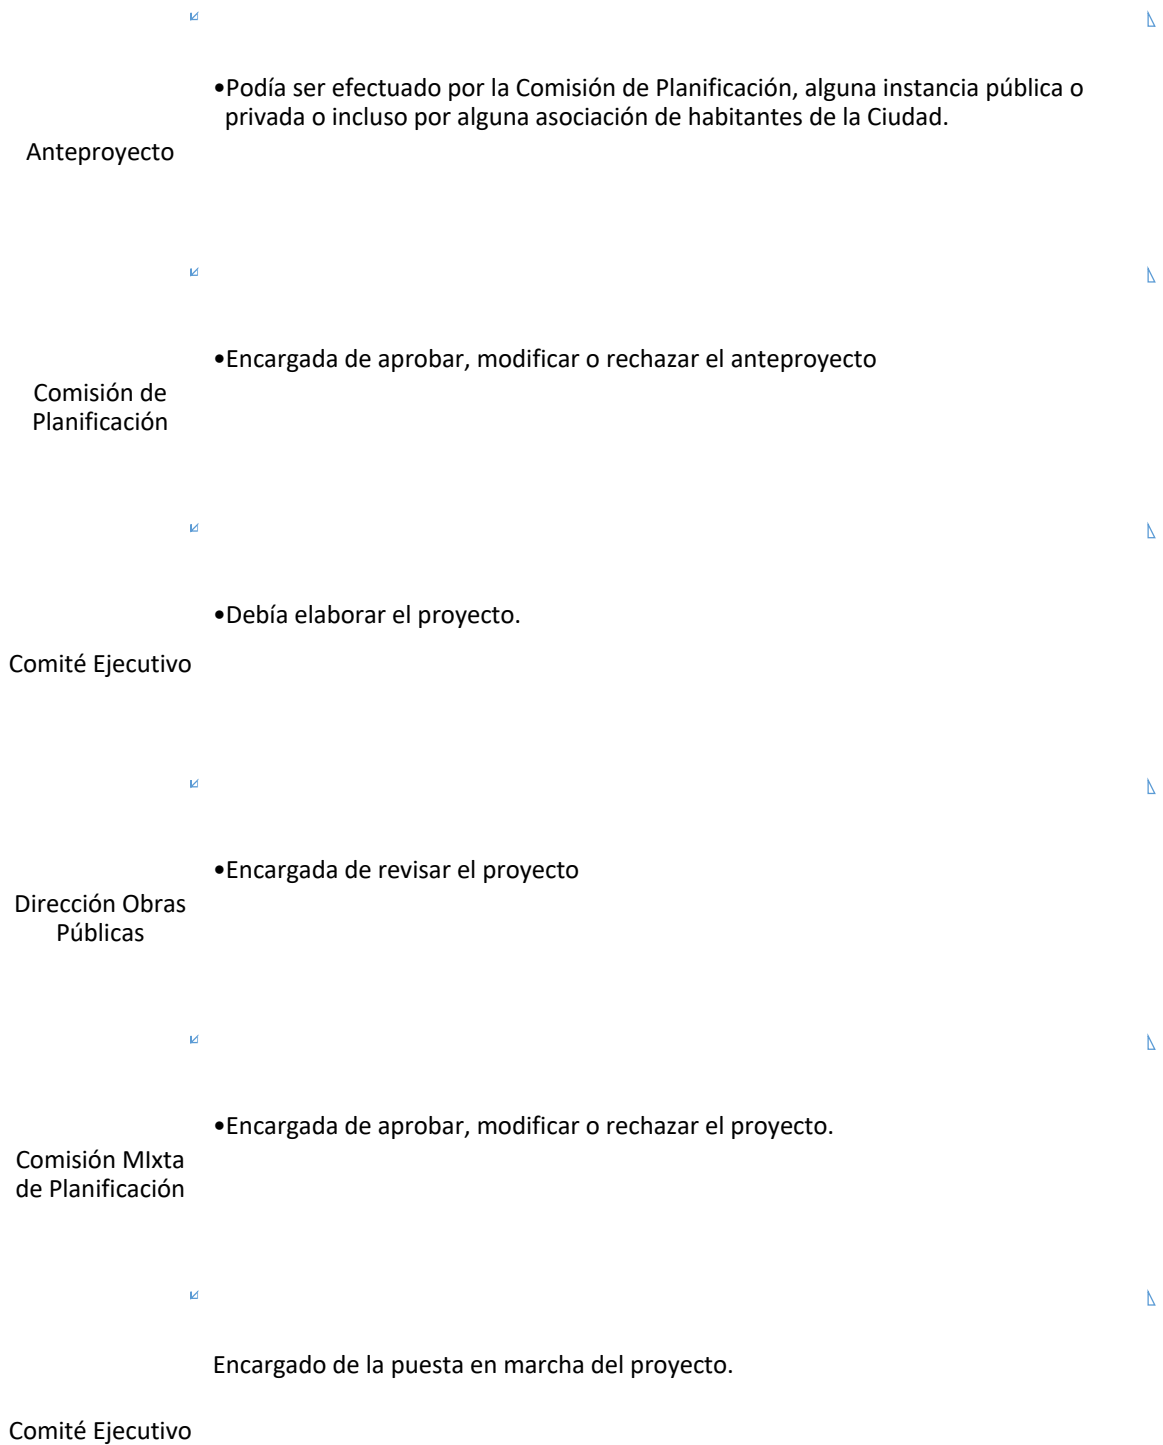 •Podía ser efectuado por la Comisión de Planificación, alguna instancia pública o
privada o incluso por alguna asociación de habitantes de la Ciudad.
Anteproyecto
•Encargada de aprobar, modificar o rechazar el anteproyecto
Comisión de
Planificación
•Debía elaborar el proyecto.
Comité Ejecutivo
•Encargada de revisar el proyecto
Dirección Obras
Públicas
•Encargada de aprobar, modificar o rechazar el proyecto.
Comisión MIxta
de Planificación
Encargado de la puesta en marcha del proyecto.
Comité Ejecutivo